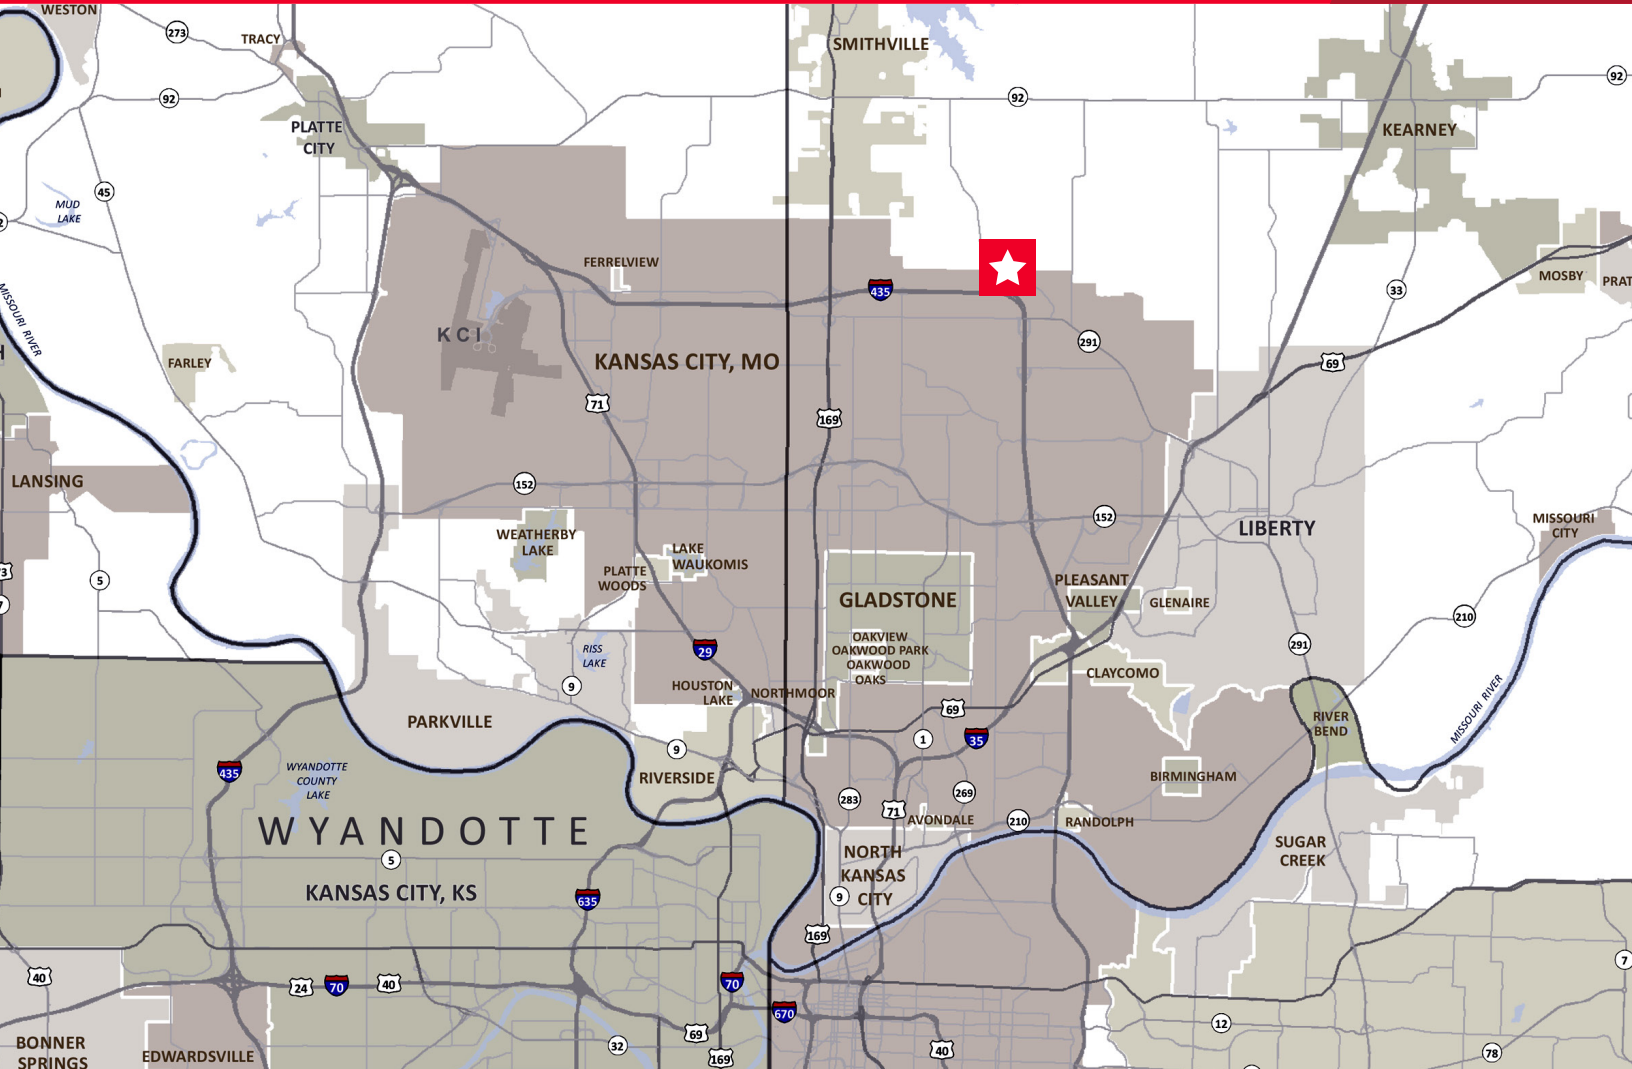 WESTON
273
TRACY
SMITHVILLE
92
92
92
PLATTE
CITY
KEARNEY
45
MUD
LAKE
2
MISSOURI RIVER
FERRELVIEW
435
33
MOSBY
PRAT
KCI
291
H
FARLEY
KANSAS CITY, MO
69
71
169
LANSING
152
152
LIBERTY
MISSOURI
CITY
WEATHERBY
LAKE
LAKE
WAUKOMIS
PLATTE
WOODS
5
3
7
PLEASANT
VALLEY
GLENAIRE
GLADSTONE
210
OAKVIEW
OAKWOOD PARK
OAKWOOD
OAKS
29
291
RISS
LAKE
9
CLAYCOMO
HOUSTON
LAKE
NORTHMOOR
MISSOURI RIVER
69
PARKVILLE
RIVER
BEND
1
35
9
435
WYANDOTTE
COUNTY
LAKE
RIVERSIDE
BIRMINGHAM
283
269
71
AVONDALE
210
RANDOLPH
WYANDOTTE
5
NORTH
KANSAS
CITY
SUGAR
CREEK
KANSAS CITY, KS
635
9
169
7
40
24
70
40
70
670
12
69
32
169
40
78
BONNER
SPRINGS
EDWARDSVILLE